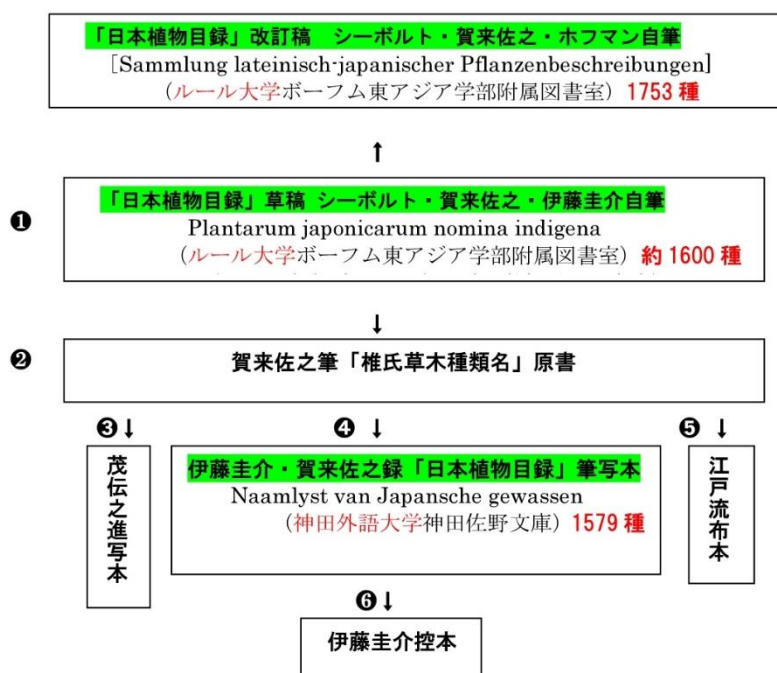 「日本植物目録」改訂稿　シーボルト・賀来佐之・ホフマン自筆
[Sammlung lateinisch-japanischer Pflanzenbeschreibungen]
（ルール大学ボーフム東アジア学部附属図書室）1753 種
↑
❶
「日本植物目録」草稿 シーボルト・賀来佐之・伊藤圭介自筆
Plantarum japonicarum nomina indigena
（ルール大学ボーフム東アジア学部附属図書室）約 1600 種
↓
❷
賀来佐之筆「椎氏草木種類名」原書
❸↓
❹ ↓
❺ ↓
茂伝之進写本
伊藤圭介・賀来佐之録「日本植物目録」筆写本
Naamlyst van Japansche gewassen
（神田外語大学神田佐野文庫）1579 種
江戸流布本
❻↓
伊藤圭介控本